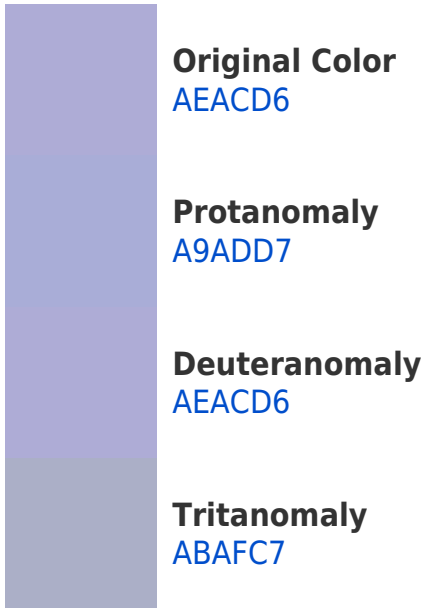 Original Color
AEACD6
Protanomaly
A9ADD7
Deuteranomaly
AEACD6
Tritanomaly
ABAFC7